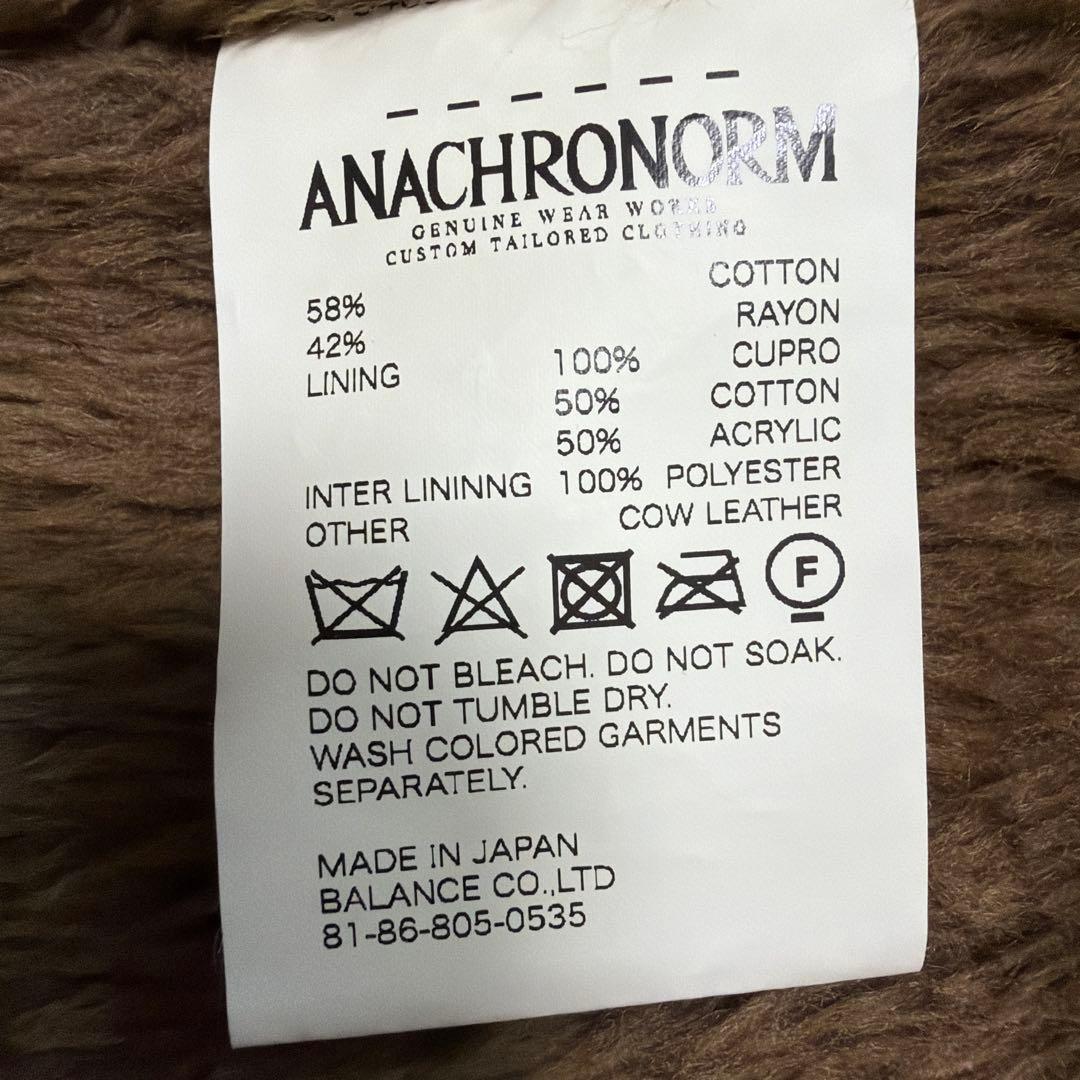 ANACHRONORM
GENUINE WEAR WORKS
CUSTOM TAILORED CLOTHING
58% COTTON
42% RAYON
LINING 100% CUPRO
50% COTTON
50% ACRYLIC
INTER LININNG 100% POLYESTER
OTHER COW LEATHER
F
DO NOT BLEACH. DO NOT SOAK.
DO NOT TUMBLE DRY.
WASH COLORED GARMENTS
SEPARATELY.
MADE IN JAPAN
BALANCE CO.,LTD
81-86-805-0535